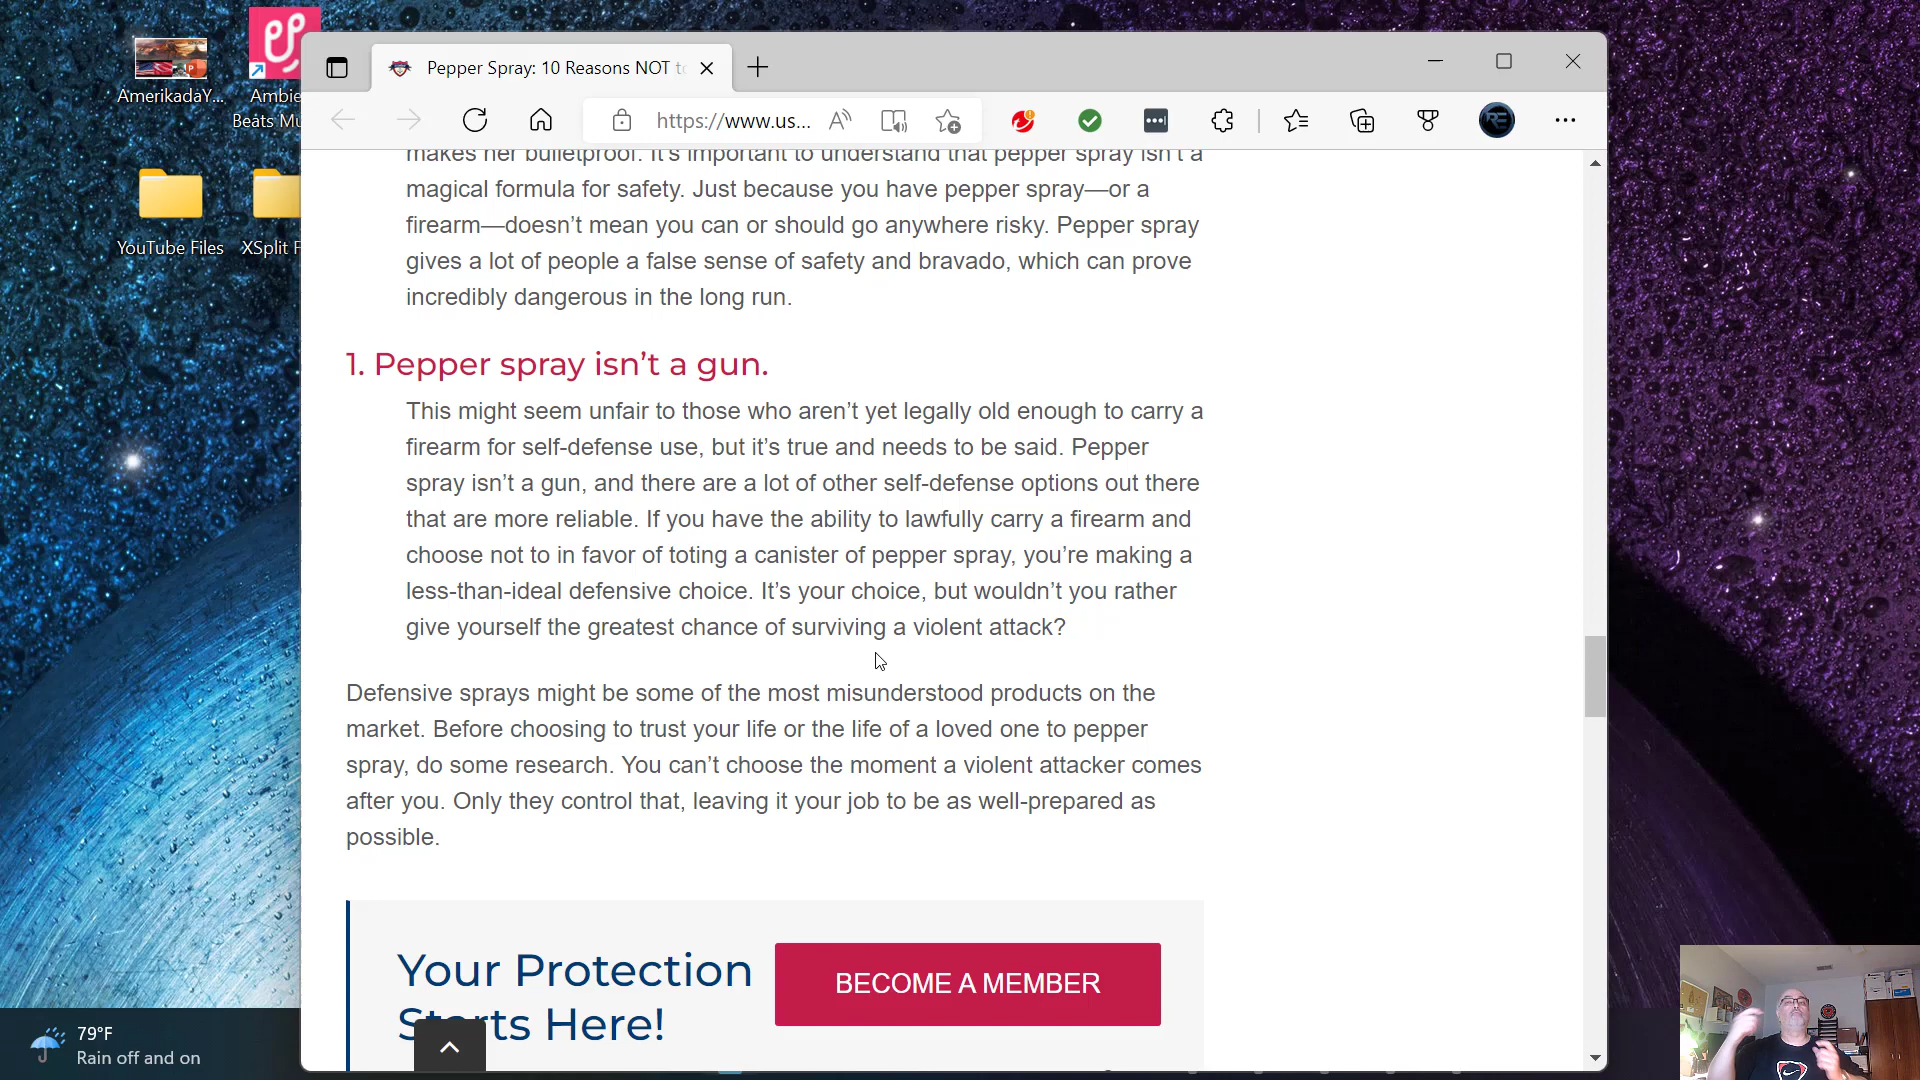 AmerikadaY...
Ambie
Beats Mu
YouTube Files
XSplit F
Pepper Spray: 10 Reasons NOT to
https://www.us...
makes her bulletproof. It's important to understand that pepper spray isn't a
magical formula for safety. Just because you have pepper spray—or a
firearm—doesn't mean you can or should go anywhere risky. Pepper spray
gives a lot of people a false sense of safety and bravado, which can prove
incredibly dangerous in the long run.
1. Pepper spray isn't a gun.
This might seem unfair to those who aren't yet legally old enough to carry a
firearm for self-defense use, but it's true and needs to be said. Pepper
spray isn't a gun, and there are a lot of other self-defense options out there
that are more reliable. If you have the ability to lawfully carry a firearm and
choose not to in favor of toting a canister of pepper spray, you're making a
less-than-ideal defensive choice. It's your choice, but wouldn't you rather
give yourself the greatest chance of surviving a violent attack?
Defensive sprays might be some of the most misunderstood products on the
market. Before choosing to trust your life or the life of a loved one to pepper
spray, do some research. You can't choose the moment a violent attacker comes
after you. Only they control that, leaving it your job to be as well-prepared as
possible.
Your Protection
Starts Here!
BECOME A MEMBER
79°F
Rain off and on